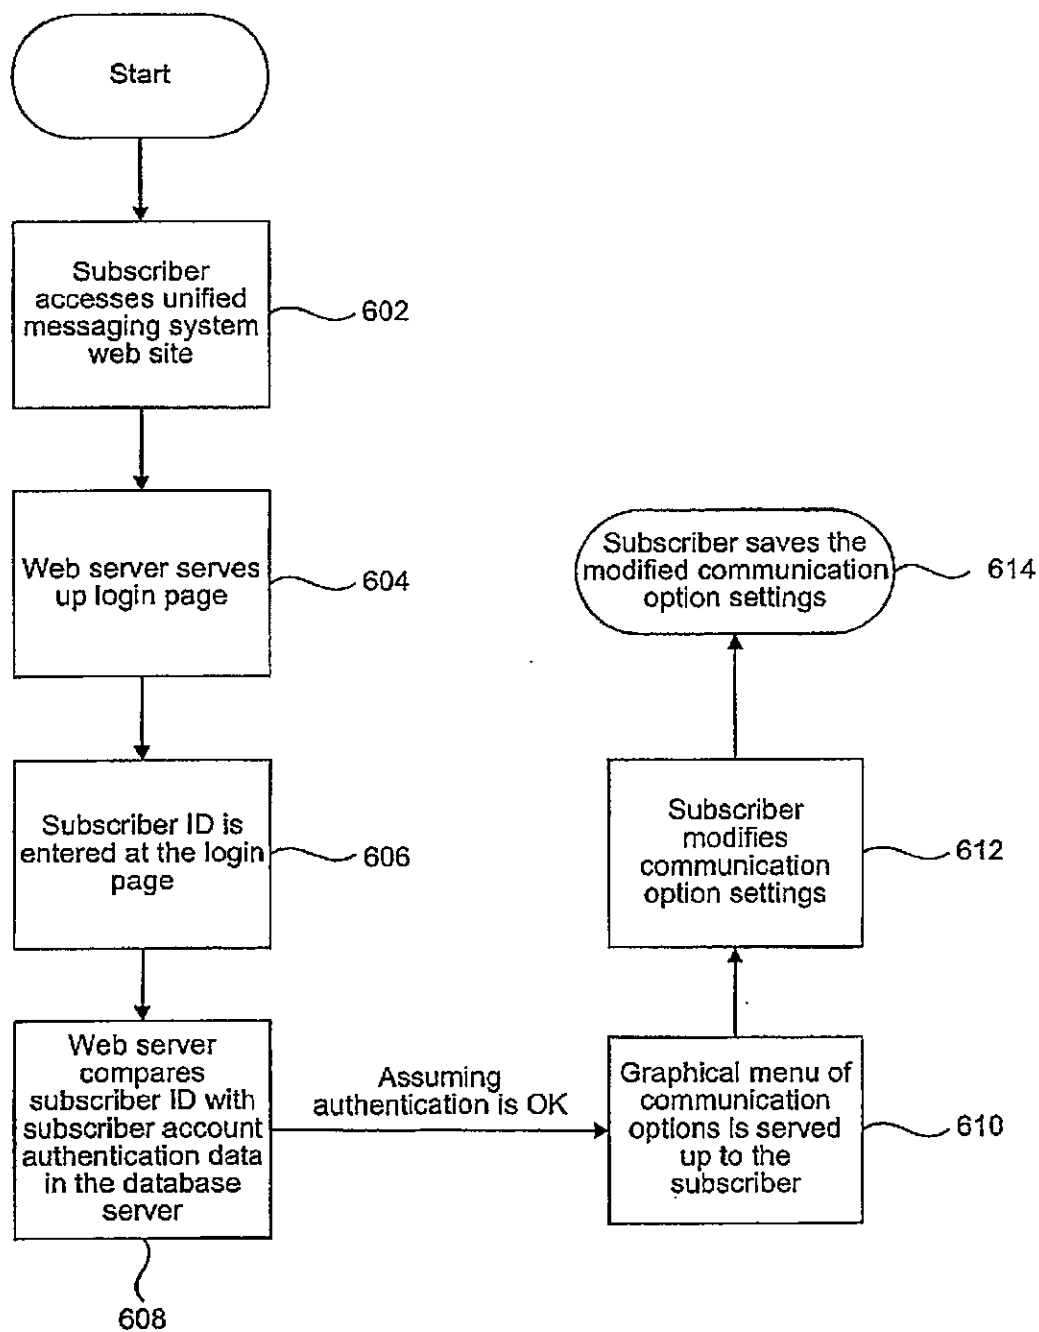 Start
Subscriber
accesses unified
messaging system
web site
602
Web server serves
up login page
604
Subscriber ID is
entered at the login
page
606
Web server
compares
subscriber ID with
subscriber account
authentication data
in the database
server
608
Assuming
authentication is OK
Graphical menu of
communication
options is served
up to the
subscriber
610
Subscriber
modifies
communication
option settings
612
Subscriber saves the
modified communication
option settings
614